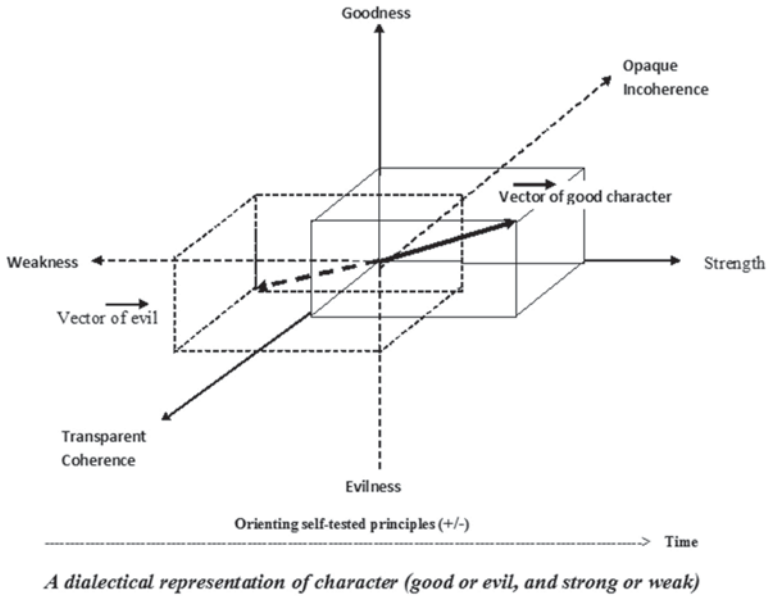 Goodness
Opaque
Incoherence
Vector of good character
Weakness
Strength
Vector of evil
Transparent
Coherence
Evilness
Orienting self-tested principles (+/-)
Time
A dialectical representation of character (good or evil, and strong or weak)